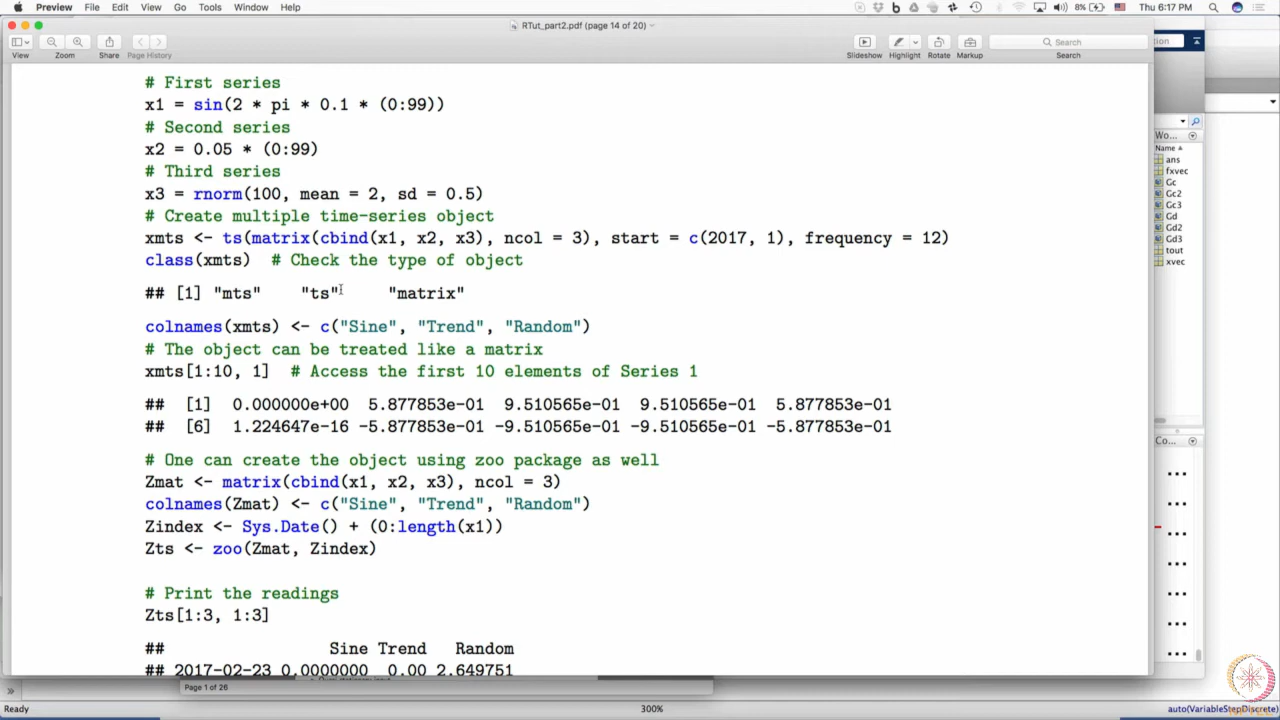 Preview File Edit View Go Tools Window Help 8% Thu 6:17 PM
RTut_part2.pdf (page 14 of 20)
View Zoom Share Page History Slideshow Highlight Rotate Markup Search Search
# First series
x1 = sin(2 * pi * 0.1 * (0:99))
# Second series
x2 = 0.05 * (0:99)
# Third series
x3 = rnorm(100, mean = 2, sd = 0.5)
# Create multiple time-series object
xmts <- ts(matrix(cbind(x1, x2, x3), ncol = 3), start = c(2017, 1), frequency = 12)
class(xmts) # Check the type of object
## [1] "mts" "ts" "matrix"
colnames(xmts) <- c("Sine", "Trend", "Random")
# The object can be treated like a matrix
xmts[1:10, 1] # Access the first 10 elements of Series 1
## [1] 0.000000e+00 5.877853e-01 9.510565e-01 9.510565e-01 5.877853e-01
## [6] 1.224647e-16 -5.877853e-01 -9.510565e-01 -9.510565e-01 -5.877853e-01
# One can create the object using zoo package as well
Zmat <- matrix(cbind(x1, x2, x3), ncol = 3)
colnames(Zmat) <- c("Sine", "Trend", "Random")
Zindex <- Sys.Date() + (0:length(x1))
Zts <- zoo(Zmat, Zindex)
# Print the readings
Zts[1:3, 1:3]
## Sine Trend Random
## 2017-02-23 0.0000000 0.00 2.649751
tion
Wo...
Name
ans
fxvec
Gc
Gc2
Gc3
Gd
Gd2
Gd3
tout
xvec
Co...
Page 1 of 26
Ready 300% auto(VariableStepDiscrete)